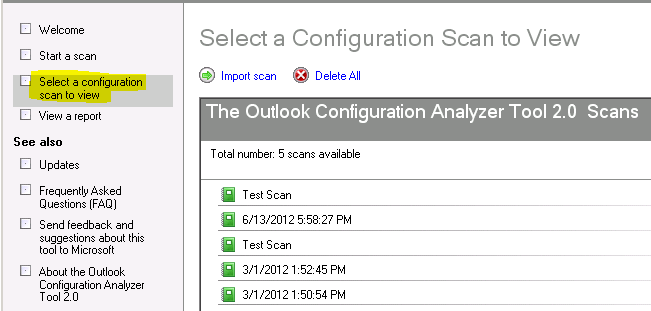 Welcome
Start a scan
Select a configuration
scan to view
View a report
See also
Updates
Frequently Asked
Questions (FAQ)
Send feedback and
suggestions about this
tool to Microsoft
About the Outlook
Configuration Analyzer
Tool 2.0
Select a Configuration Scan to View
Import scan Delete All
The Outlook Configuration Analyzer Tool 2.0 Scans
Total number: 5 scans available
Test Scan
6/13/2012 5:58:27 PM
Test Scan
3/1/2012 1:52:45 PM
3/1/2012 1:50:54 PM